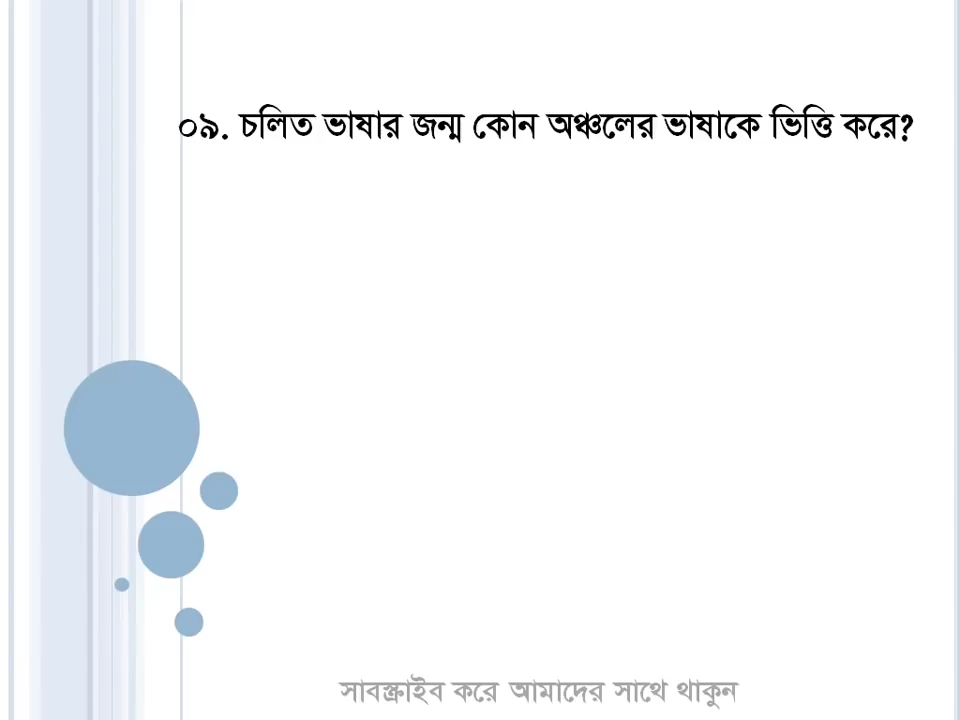 ০৯. চলিত ভাষার জন্ম কোন অঞ্চলের ভাষাকে ভিত্তি করে?
সাবস্ক্রাইব করে আমাদের সাথে থাকুন